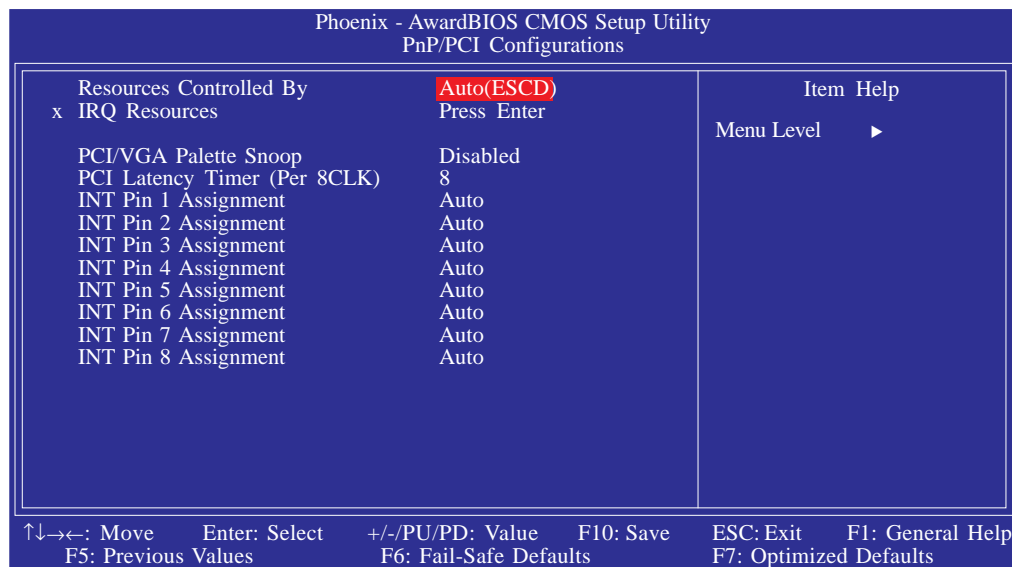 Phoenix - AwardBIOS CMOS Setup Utility
PnP/PCI Configurations
Resources Controlled By Auto(ESCD)
x IRQ Resources Press Enter
PCI/VGA Palette Snoop Disabled
PCI Latency Timer (Per 8CLK) 8
INT Pin 1 Assignment Auto
INT Pin 2 Assignment Auto
INT Pin 3 Assignment Auto
INT Pin 4 Assignment Auto
INT Pin 5 Assignment Auto
INT Pin 6 Assignment Auto
INT Pin 7 Assignment Auto
INT Pin 8 Assignment Auto
Item Help
Menu Level ►
↑↓→←: Move Enter: Select +/-/PU/PD: Value F10: Save ESC: Exit F1: General Help
F5: Previous Values F6: Fail-Safe Defaults F7: Optimized Defaults